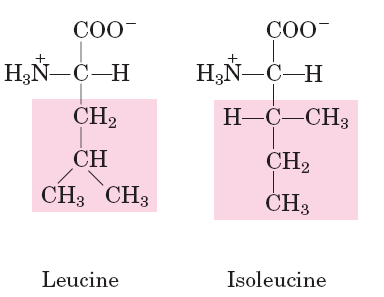 COO⁻ COO⁻
H₃N⁺—C—H H₃N⁺—C—H
CH₂ H—C—CH₃
CH CH₂
CH₃ CH₃ CH₃
Leucine Isoleucine